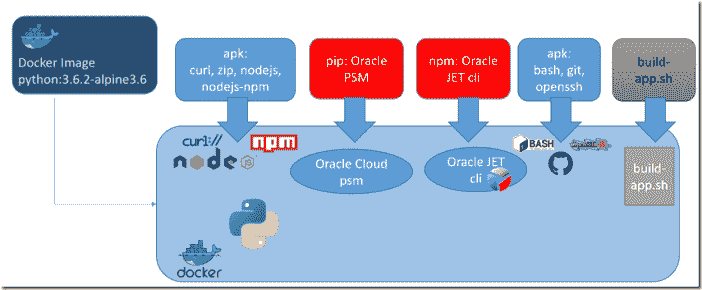 Docker Image
python:3.6.2-alpine3.6
apk:
curl, zip, nodejs,
nodejs-npm
pip: Oracle
PSM
npm: Oracle
JET cli
apk:
bash, git,
openssh
build-
app.sh
curl://
node
JS
npm
Oracle Cloud
psm
Oracle JET
cli
BASH
build-
app.sh
docker